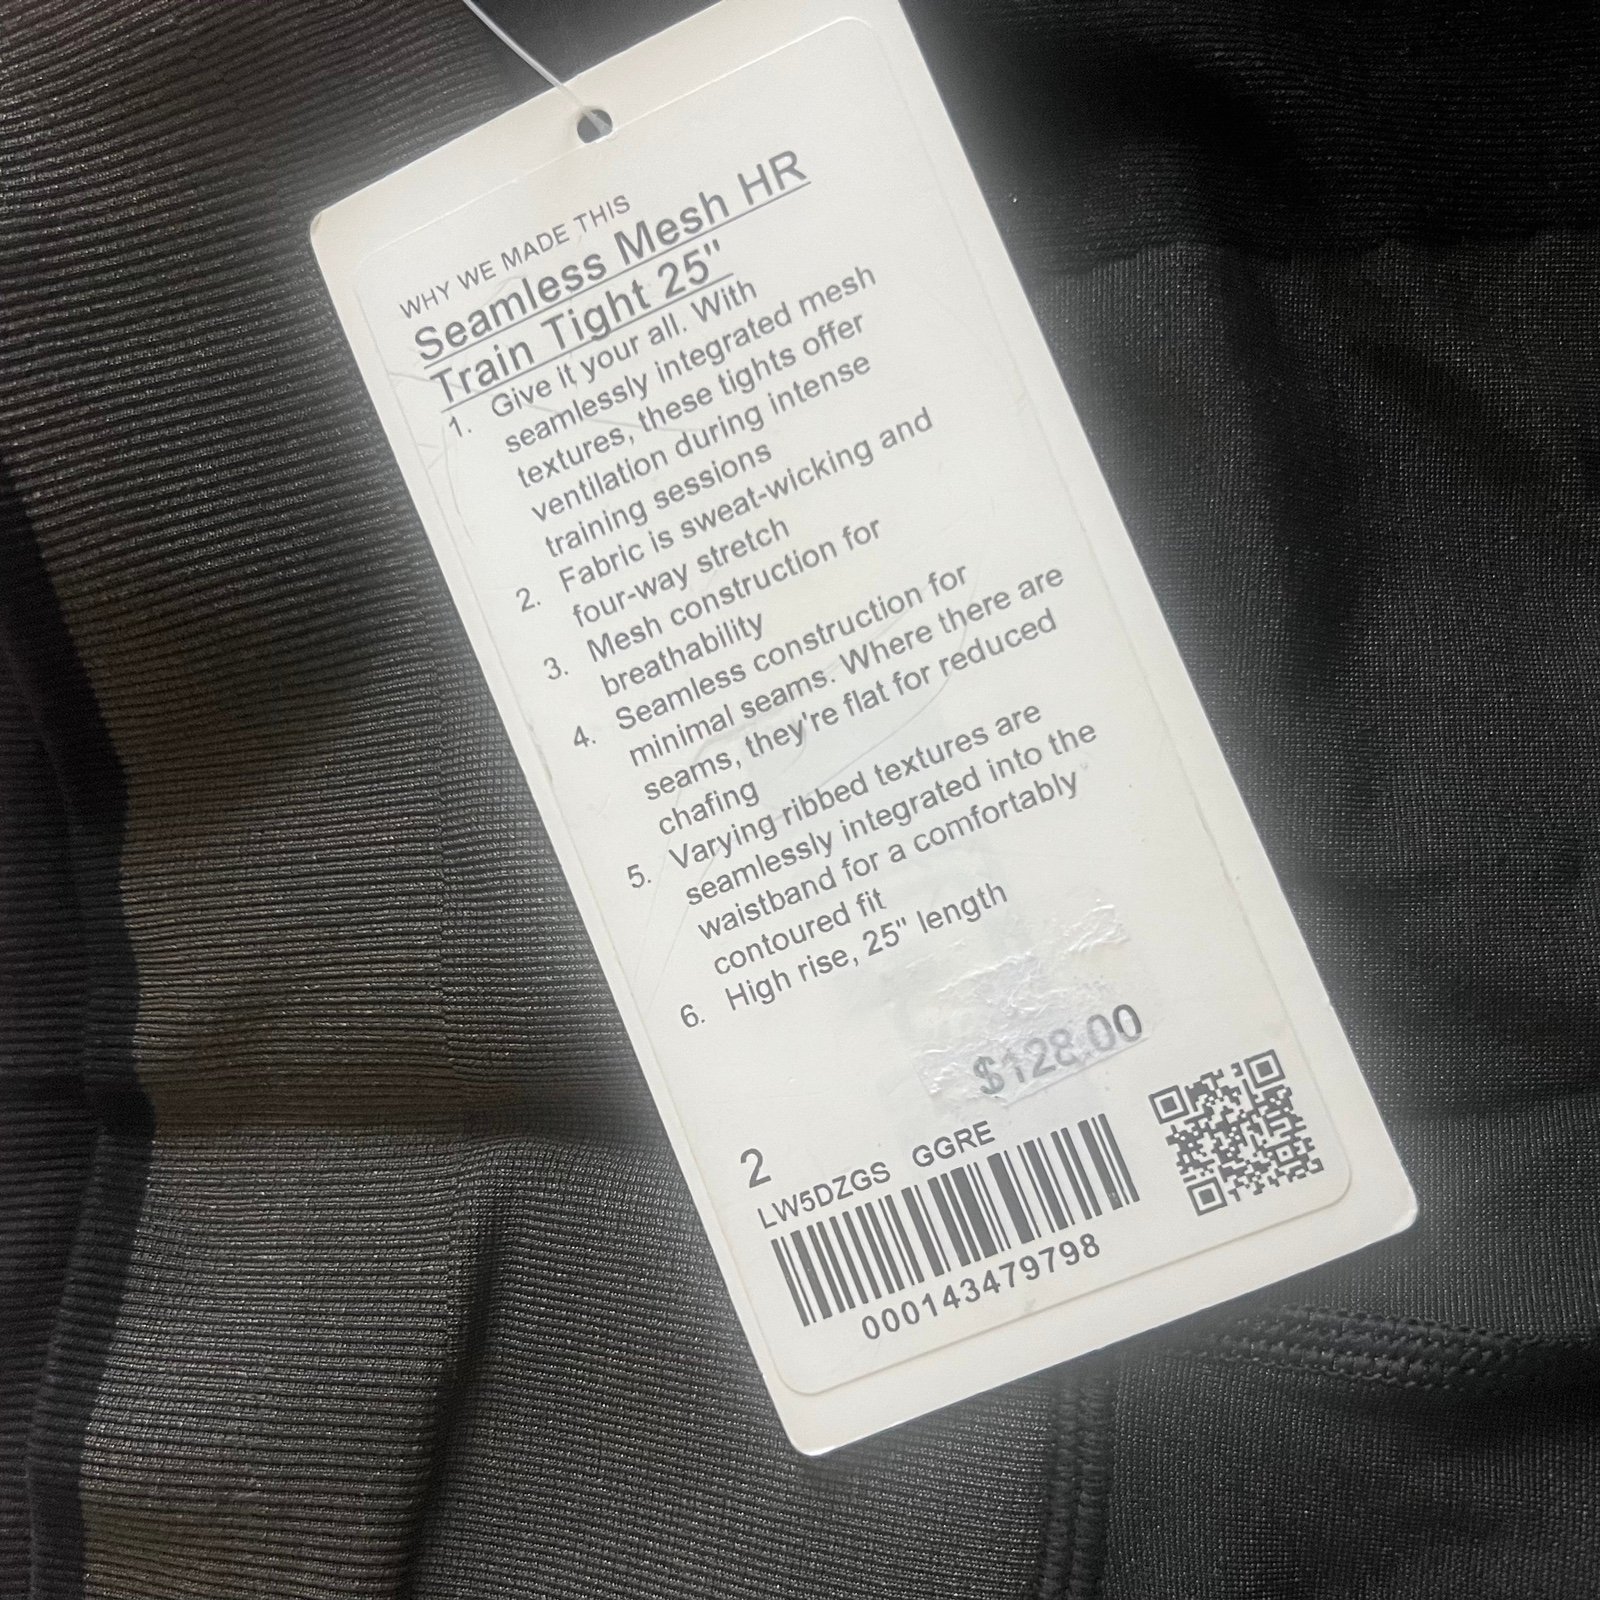 WHY WE MADE THIS
Seamless Mesh HR
Train Tight 25"
1. Give it your all. With
seamlessly integrated mesh
textures, these tights offer
ventilation during intense
training sessions
2. Fabric is sweat-wicking and
four-way stretch
3. Mesh construction for
breathability
4. Seamless construction for
minimal seams. Where there are
seams, they're flat for reduced
chafing
5. Varying ribbed textures are
seamlessly integrated into the
waistband for a comfortably
contoured fit
6. High rise, 25" length
$128.00
2
LW5DZGS GGRE
000143479798